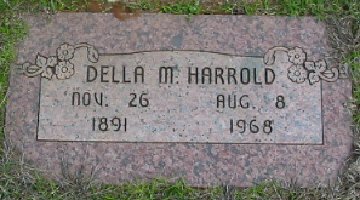 DELLA M. HARROLD
NOV. 26 AUG. 8
1891 1968